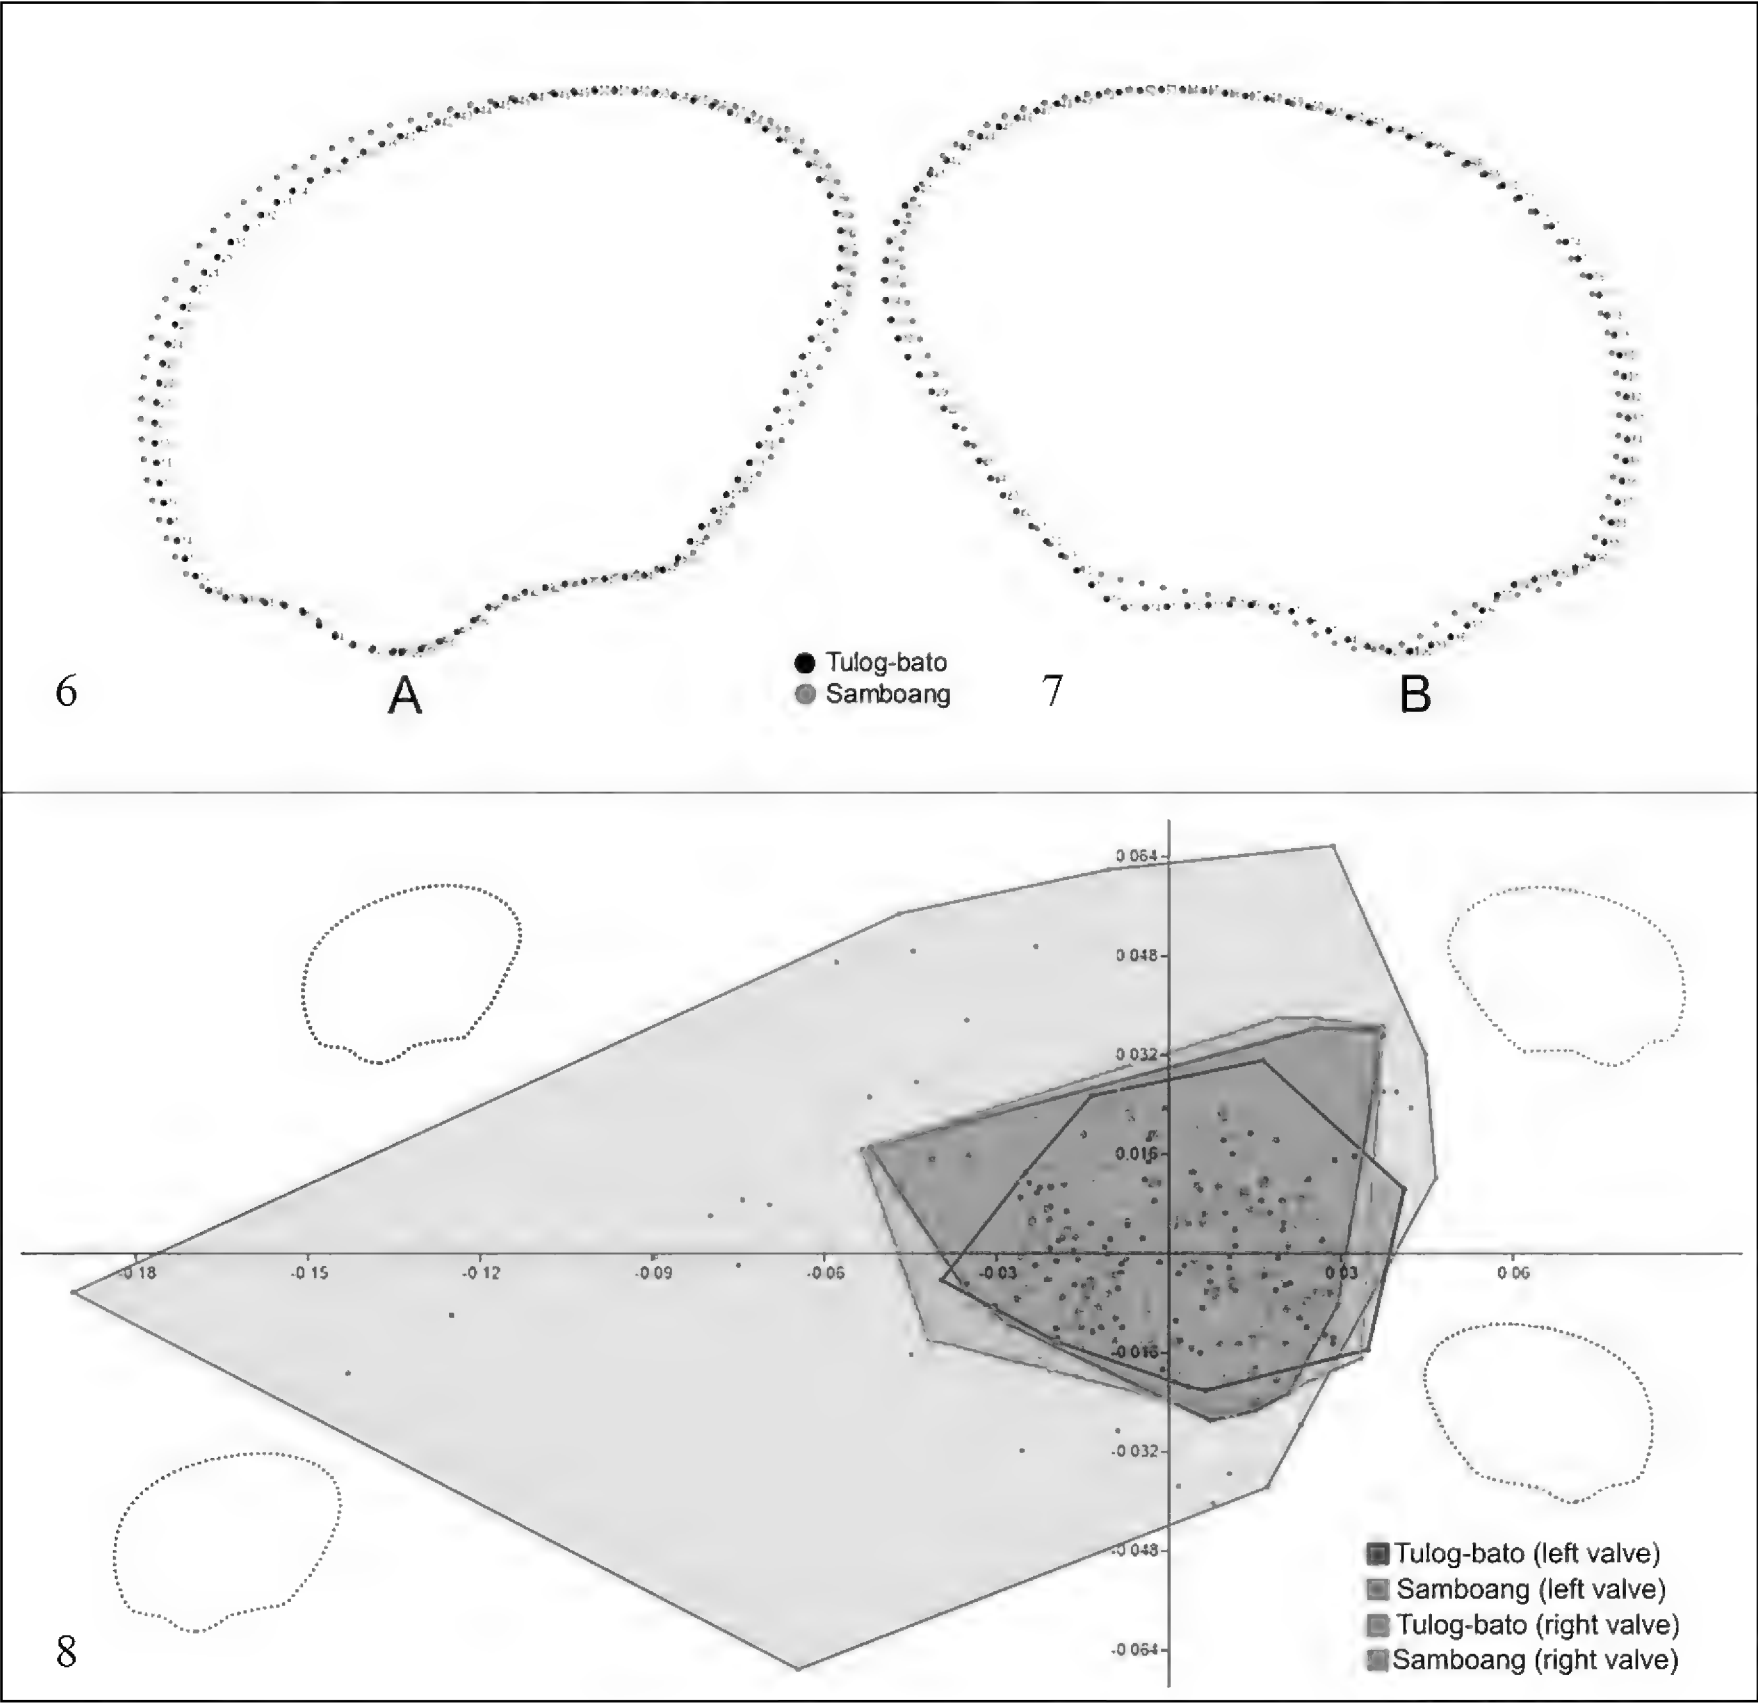 Tulog-bato
Samboang
6
A
7
B
0 064
0 048
0 032
0 016
-0 18
-0 15
-0 12
-0 09
-0 06
-0 03
0 03
0 06
-0 016
-0 032
-0 048
-0 064
Tulog-bato (left valve)
Samboang (left valve)
Tulog-bato (right valve)
Samboang (right valve)
8